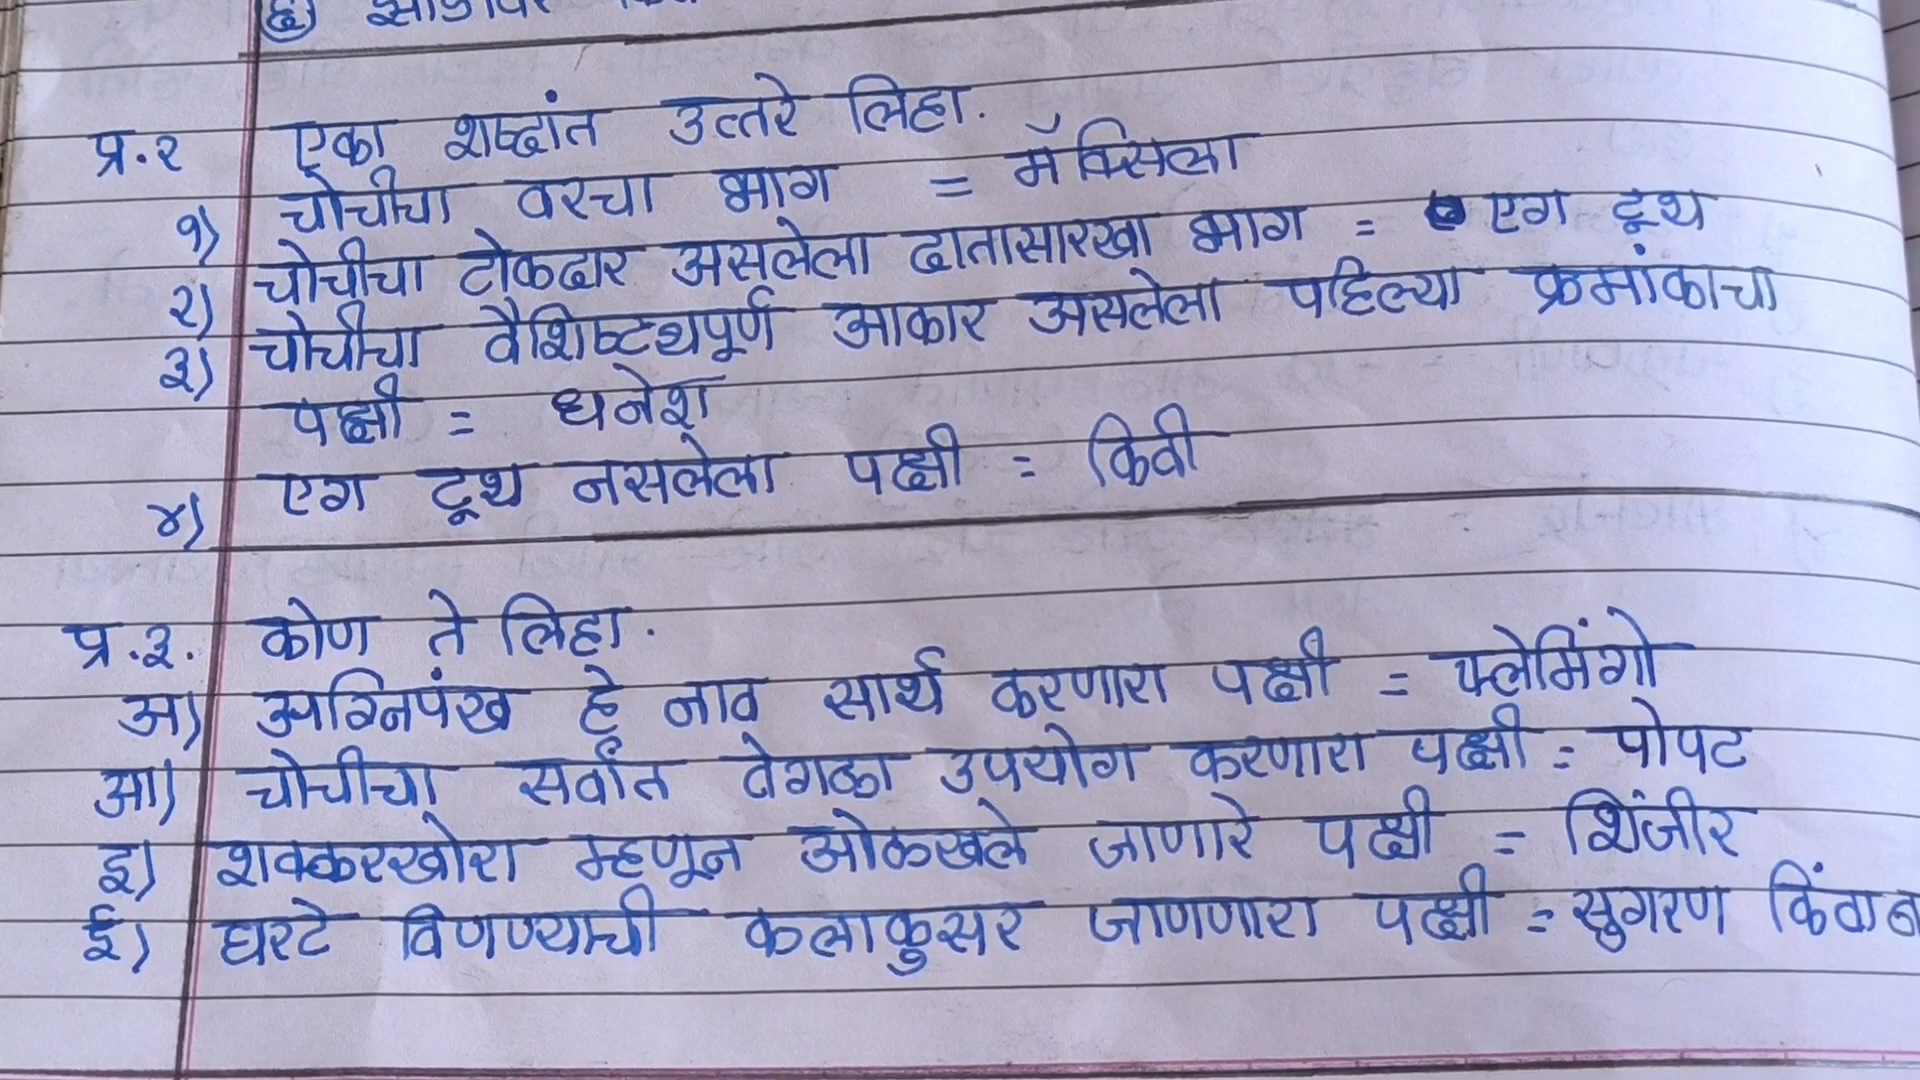 प्र.२ एका शब्दांत उत्तरे लिहा.
१) चोचीचा वरचा भाग = मॅक्सिला
२) चोचीचा टोकदार असलेला दातासारखा भाग = एग टूथ
३) चोचीचा वैशिष्ट्यपूर्ण आकार असलेला पहिल्या क्रमांकाचा
पक्षी = धनेश
४) एग टूथ नसलेला पक्षी = किवी
प्र.३. कोण ते लिहा.
अ) अग्निपंख हे नाव सार्थ करणारा पक्षी = फ्लेमिंगो
आ) चोचीचा सर्वांत वेगळा उपयोग करणारा पक्षी = पोपट
इ) शक्करखोरा म्हणून ओळखले जाणारे पक्षी = शिंजीर
ई) घरटे विणण्याची कलाकुसर जाणणारा पक्षी = सुगरण किंवा